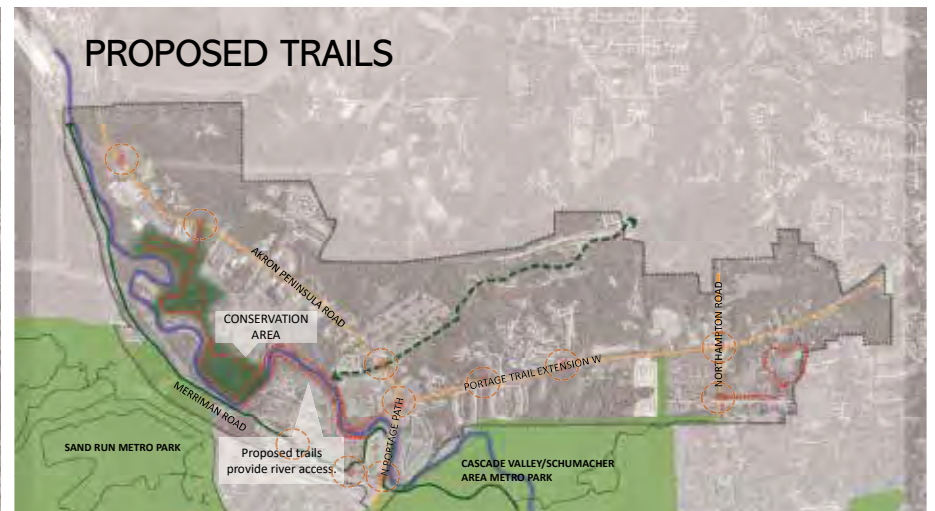 PROPOSED TRAILS
AKRON PENINSULA ROAD
CONSERVATION
AREA
NORTHAMPTON ROAD
PORTAGE TRAIL EXTENSION W
MERRIMAN ROAD
N PORTAGE PATH
SAND RUN METRO PARK
Proposed trails
provide river access.
CASCADE VALLEY/SCHUMACHER
AREA METRO PARK